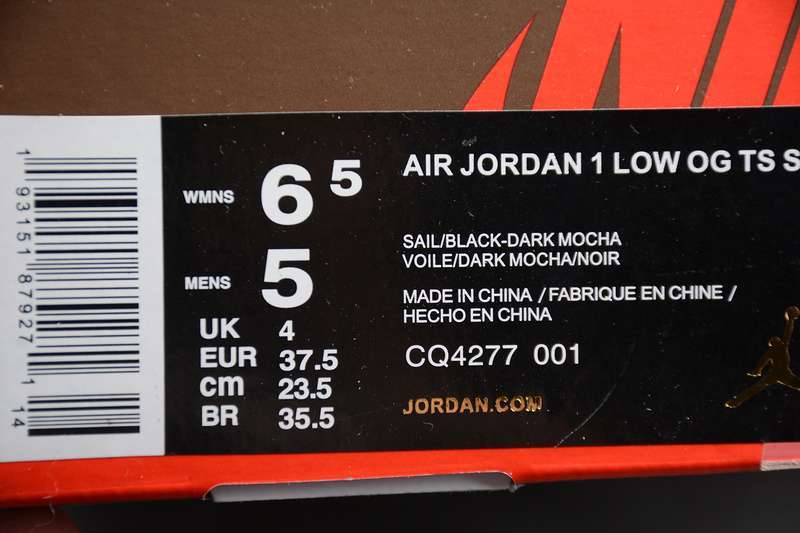 AIR JORDAN 1 LOW OG TS S
WMNS 6 5
MENS 5
UK 4
EUR 37.5
cm 23.5
BR 35.5
SAIL/BLACK-DARK MOCHA
VOILE/DARK MOCHA/NOIR
MADE IN CHINA / FABRIQUE EN CHINE /
HECHO EN CHINA
CQ4277 001
JORDAN.COM
1 93151 87927 1
14